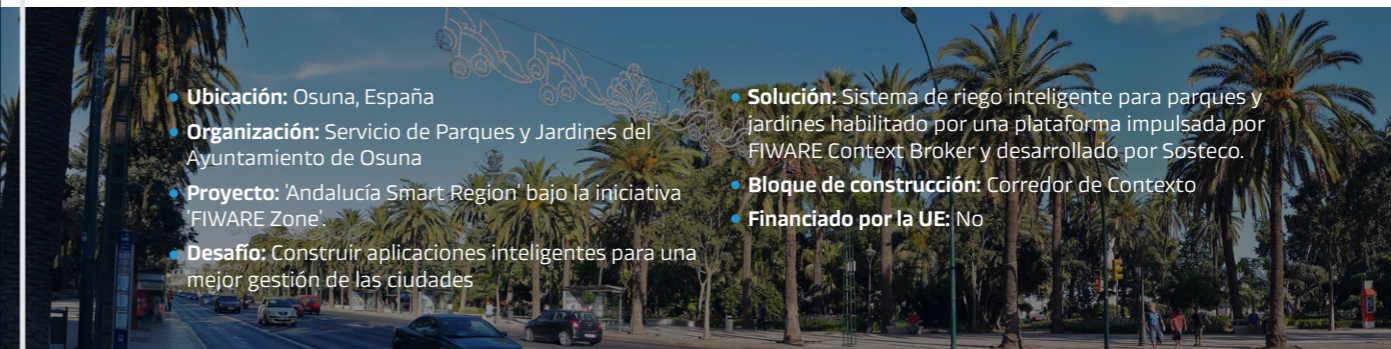 Ubicación: Osuna, España
Organización: Servicio de Parques y Jardines del
Ayuntamiento de Osuna
Proyecto: 'Andalucía Smart Region' bajo la iniciativa
'FIWARE Zone'.
Desafío: Construir aplicaciones inteligentes para una
mejor gestión de las ciudades
Solución: Sistema de riego inteligente para parques y
jardines habilitado por una plataforma impulsada por
FIWARE Context Broker y desarrollado por Sosteco.
Bloque de construcción: Corredor de Contexto
Financiado por la UE: No